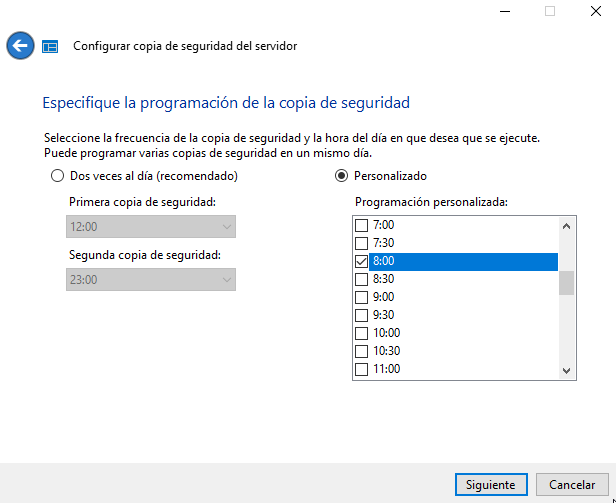 Configurar copia de seguridad del servidor
Especifique la programación de la copia de seguridad
Seleccione la frecuencia de la copia de seguridad y la hora del día en que desea que se ejecute.
Puede programar varias copias de seguridad en un mismo día.
Dos veces al día (recomendado)
Primera copia de seguridad:
12:00
Segunda copia de seguridad:
23:00
Personalizado
Programación personalizada:
7:00
7:30
8:00
8:30
9:00
9:30
10:00
10:30
11:00
Siguiente
Cancelar